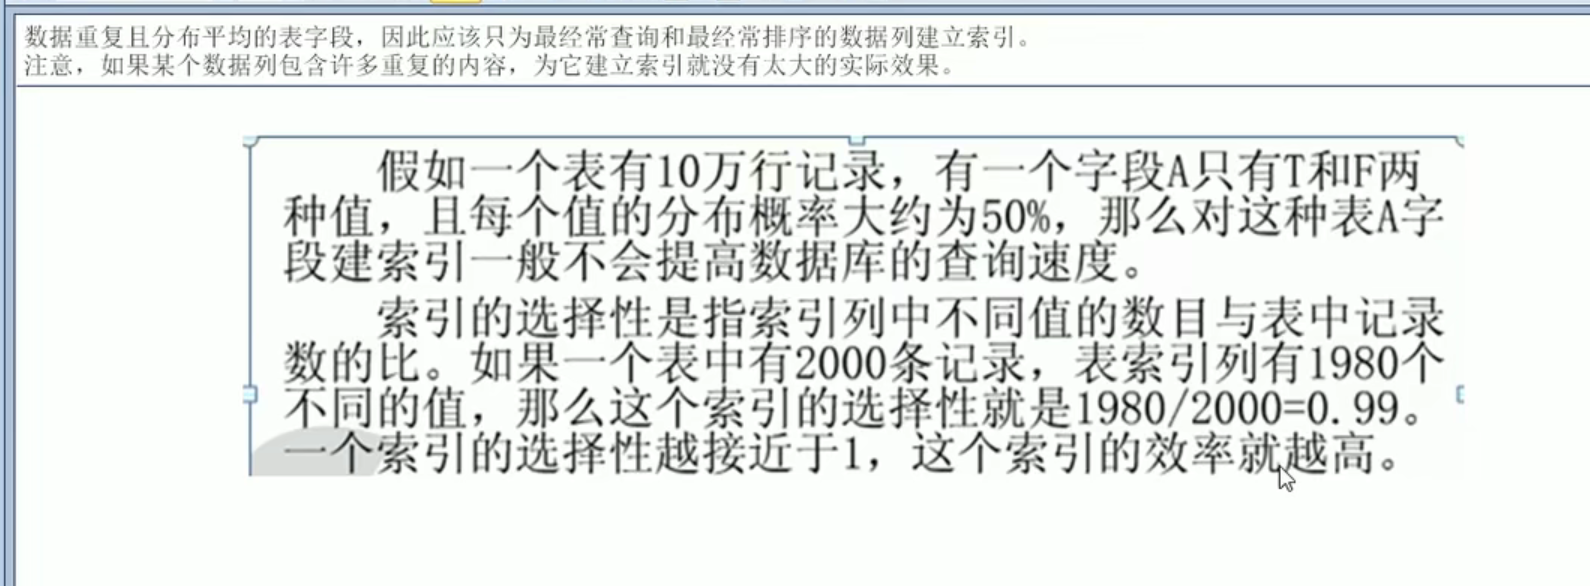 数据重复且分布平均的表字段，因此应该只为最经常查询和最经常排序的数据列建立索引。
注意，如果某个数据列包含许多重复的内容，为它建立索引就没有太大的实际效果。
假如一个表有10万行记录，有一个字段A只有T和F两
种值，且每个值的分布概率大约为50%，那么对这种表A字
段建索引一般不会提高数据库的查询速度。
索引的选择性是指索引列中不同值的数目与表中记录
数的比。如果一个表中有2000条记录，表索引列有1980个
不同的值，那么这个索引的选择性就是1980/2000=0.99。
一个索引的选择性越接近于1，这个索引的效率就越高。